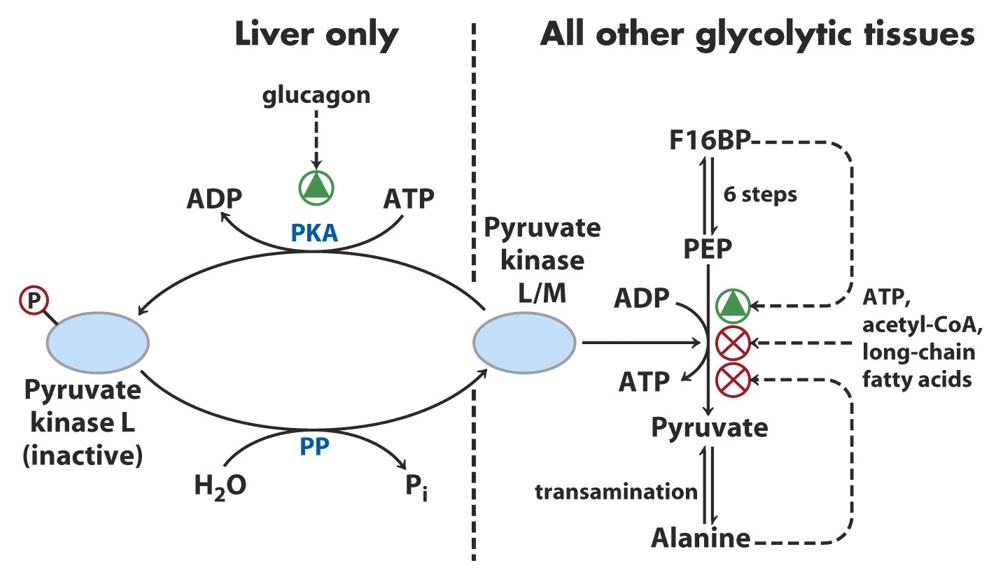 Liver only
All other glycolytic tissues
glucagon
ADP
ATP
PKA
P
Pyruvate
kinase L
(inactive)
PP
H₂O
Pᵢ
Pyruvate
kinase
L/M
F16BP
6 steps
PEP
ADP
ATP
ATP,
acetyl-CoA,
long-chain
fatty acids
Pyruvate
transamination
Alanine